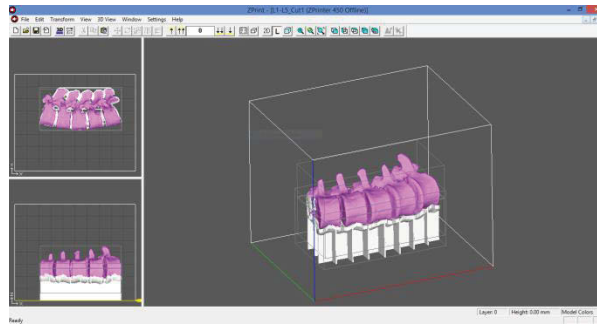 ZPrint - [L1-L5_Cut1 (ZPrinter 450 Offline)]
File Edit Transform View 3D View Window Settings Help
0
2D
Layer: 0 Height: 0.00 mm Model Colors
Ready